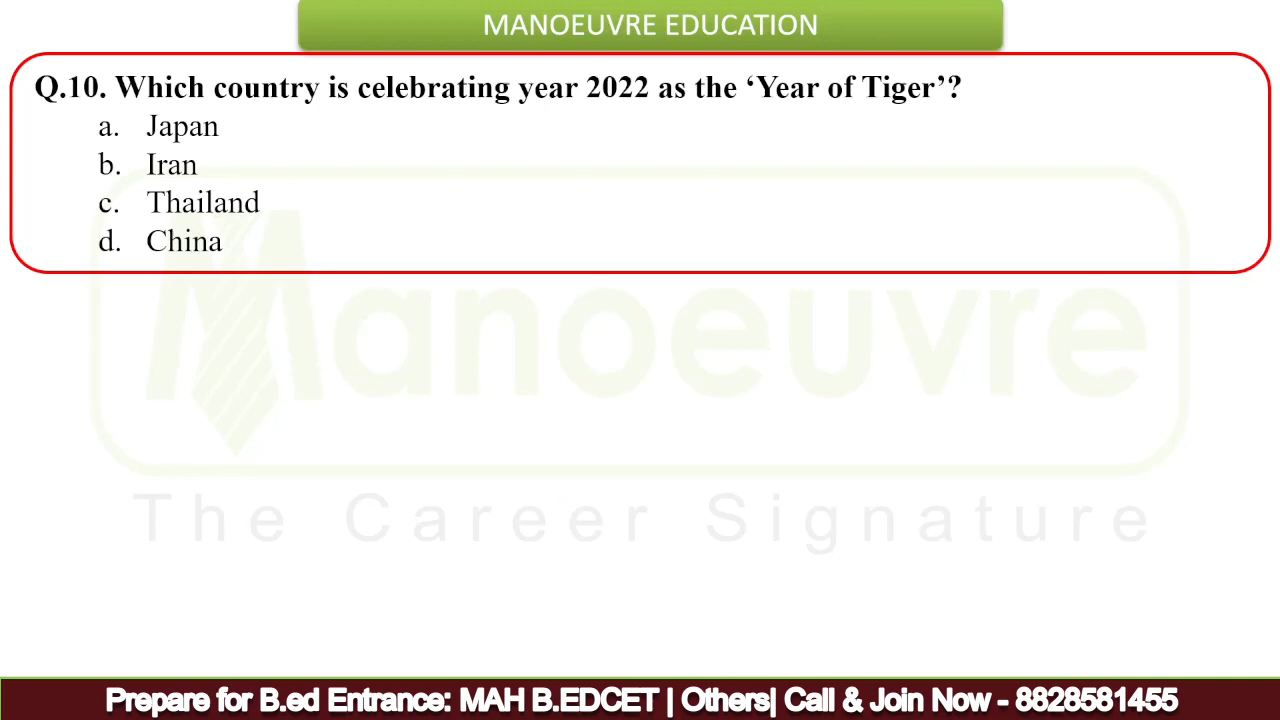 MANOEUVRE EDUCATION
Q.10. Which country is celebrating year 2022 as the ‘Year of Tiger’?
a. Japan
b. Iran
c. Thailand
d. China
Manoeuvre
The Career Signature
Prepare for B.ed Entrance: MAH B.EDCET | Others| Call & Join Now - 8828581455